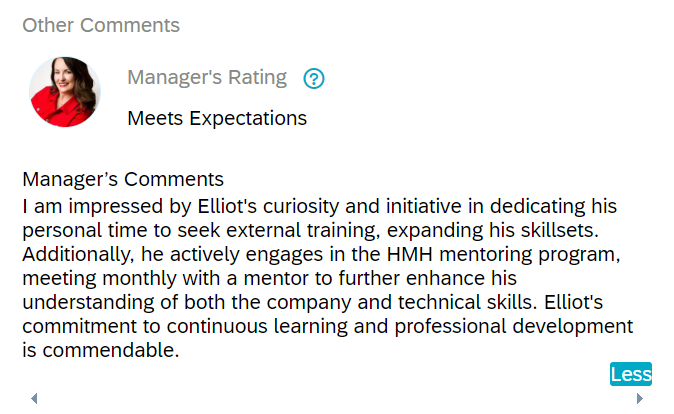 Other Comments
Manager's Rating ?
Meets Expectations
Manager’s Comments
I am impressed by Elliot's curiosity and initiative in dedicating his
personal time to seek external training, expanding his skillsets.
Additionally, he actively engages in the HMH mentoring program,
meeting monthly with a mentor to further enhance his
understanding of both the company and technical skills. Elliot's
commitment to continuous learning and professional development
is commendable.
Less